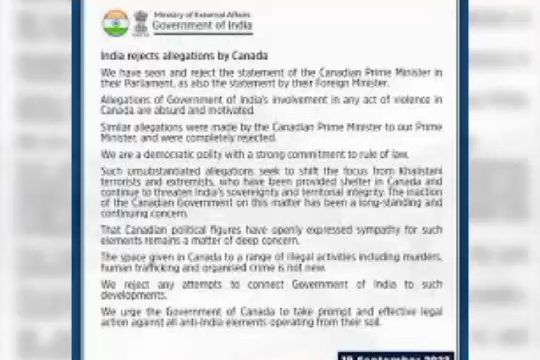 Ministry of External Affairs
Government of India
India rejects allegations by Canada
We have seen and reject the statement of the Canadian Prime Minister in
their Parliament, as also the statement by their Foreign Minister.
Allegations of Government of India's involvement in any act of violence in
Canada are absurd and motivated.
Similar allegations were made by the Canadian Prime Minister to our Prime
Minister, and were completely rejected.
We are a democratic polity with a strong commitment to rule of law.
Such unsubstantiated allegations seek to shift the focus from Khalistani
terrorists and extremists, who have been provided shelter in Canada and
continue to threaten India's sovereignty and territorial integrity. The inaction
of the Canadian Government on this matter has been a long-standing and
continuing concern.
That Canadian political figures have openly expressed sympathy for such
elements remains a matter of deep concern.
The space given in Canada to a range of illegal activities including murders,
human trafficking and organised crime is not new.
We reject any attempts to connect Government of India to such
developments.
We urge the Government of Canada to take prompt and effective legal
action against all anti-India elements operating from their soil.
19 September 2023